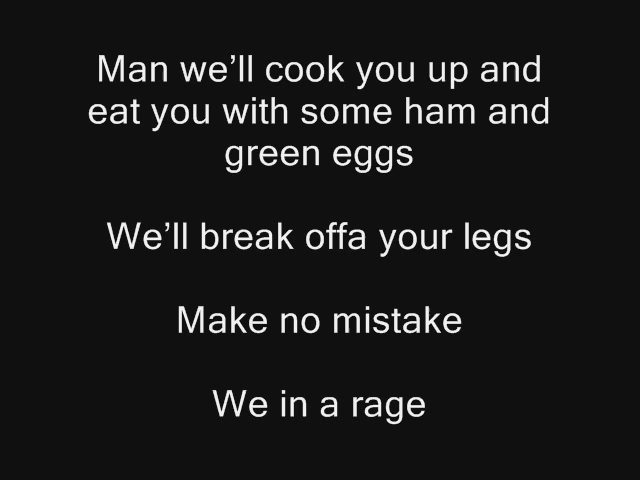 Man we’ll cook you up and
eat you with some ham and
green eggs
We’ll break offa your legs
Make no mistake
We in a rage